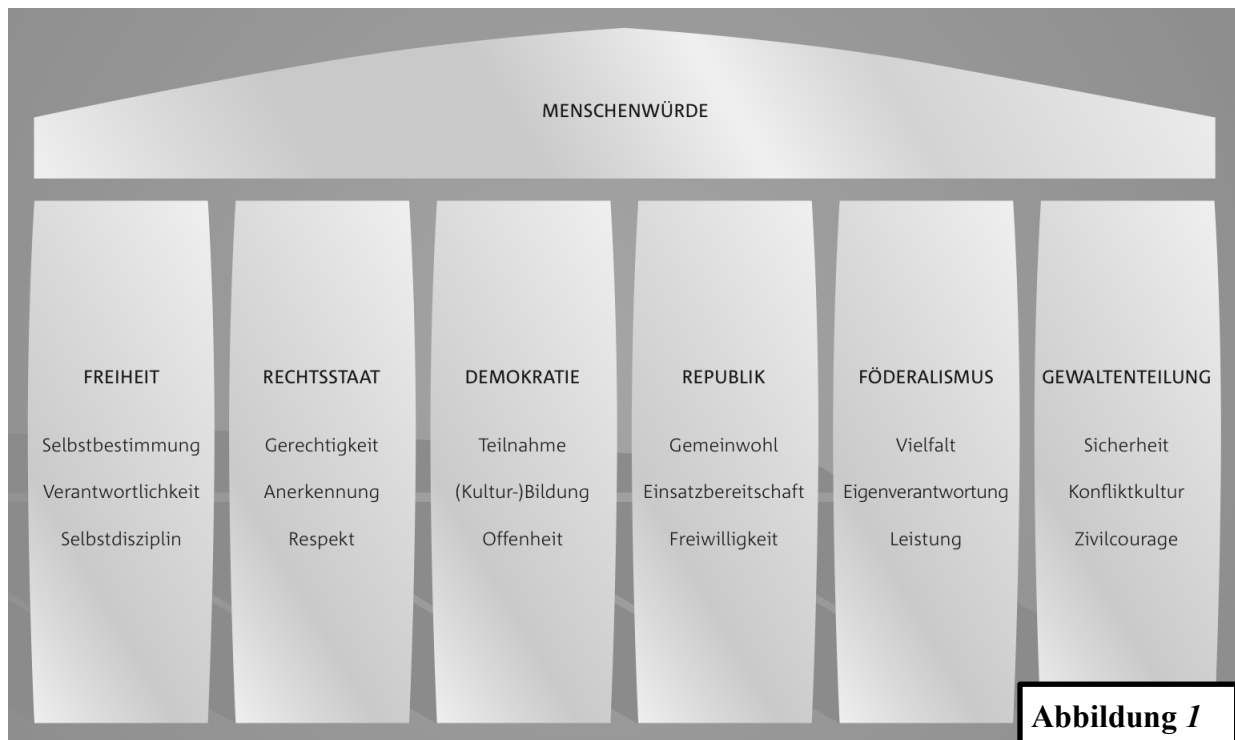 MENSCHENWÜRDE
FREIHEIT
Selbstbestimmung
Verantwortlichkeit
Selbstdisziplin
RECHTSSTAAT
Gerechtigkeit
Anerkennung
Respekt
DEMOKRATIE
Teilnahme
(Kultur-)Bildung
Offenheit
REPUBLIK
Gemeinwohl
Einsatzbereitschaft
Freiwilligkeit
FÖDERALISMUS
Vielfalt
Eigenverantwortung
Leistung
GEWALTENTEILUNG
Sicherheit
Konfliktkultur
Zivilcourage
Abbildung 1